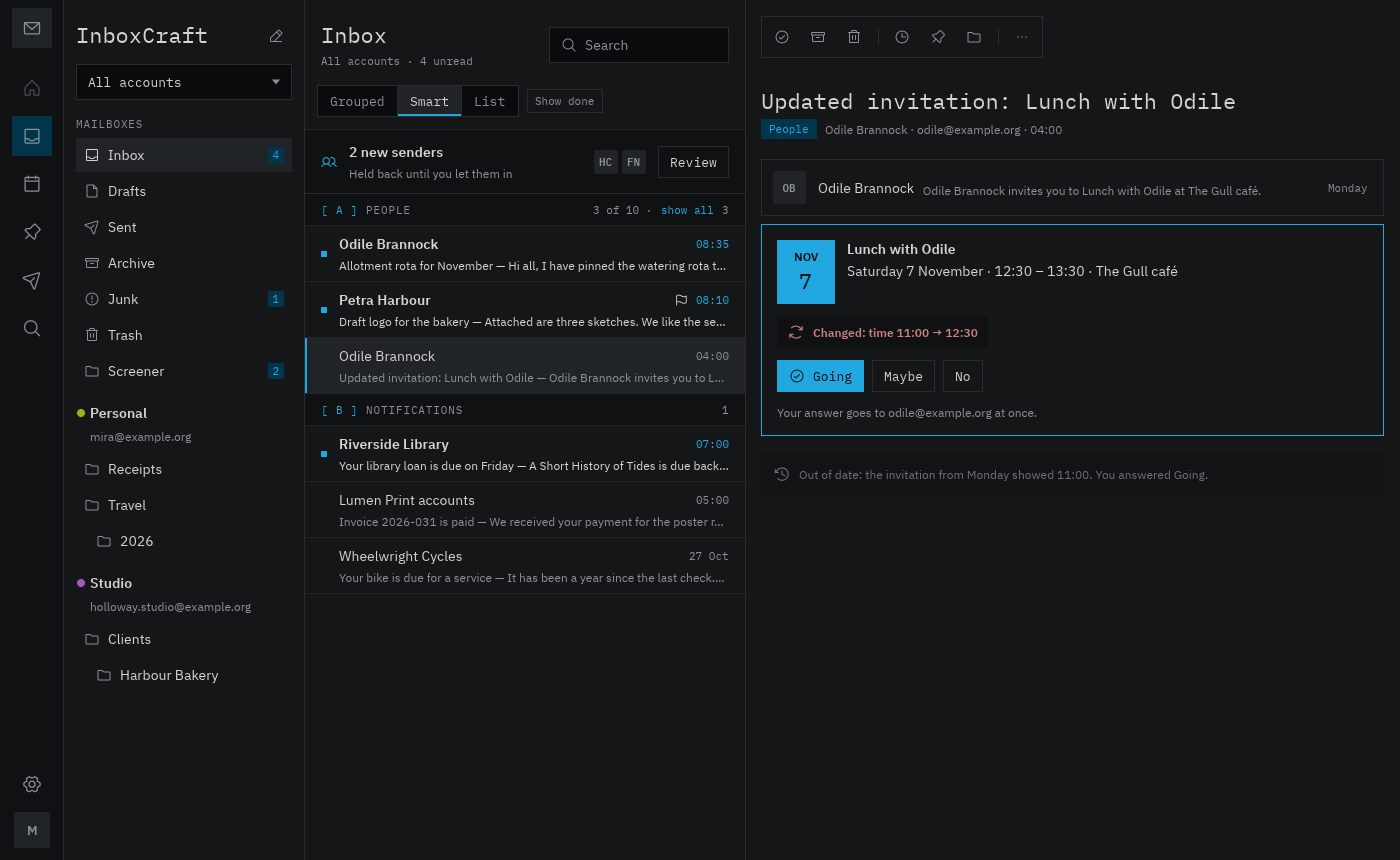 InboxCraft
All accounts
MAILBOXES
Inbox 4
Drafts
Sent
Archive
Junk 1
Trash
Screener 2
Personal
mira@example.org
Receipts
Travel
2026
Studio
holloway.studio@example.org
Clients
Harbour Bakery
M
Inbox
All accounts · 4 unread
Search
Grouped Smart List Show done
2 new senders
Held back until you let them in
HC FN Review
[ A ] PEOPLE 3 of 10 · show all 3
Odile Brannock 08:35
Allotment rota for November — Hi all, I have pinned the watering rota t…
Petra Harbour 08:10
Draft logo for the bakery — Attached are three sketches. We like the se…
Odile Brannock 04:00
Updated invitation: Lunch with Odile — Odile Brannock invites you to L…
[ B ] NOTIFICATIONS 1
Riverside Library 07:00
Your library loan is due on Friday — A Short History of Tides is due back…
Lumen Print accounts 05:00
Invoice 2026-031 is paid — We received your payment for the poster r…
Wheelwright Cycles 27 Oct
Your bike is due for a service — It has been a year since the last check.…
Updated invitation: Lunch with Odile
People Odile Brannock · odile@example.org · 04:00
OB Odile Brannock Odile Brannock invites you to Lunch with Odile at The Gull café. Monday
NOV
7
Lunch with Odile
Saturday 7 November · 12:30 – 13:30 · The Gull café
Changed: time 11:00 → 12:30
Going Maybe No
Your answer goes to odile@example.org at once.
Out of date: the invitation from Monday showed 11:00. You answered Going.